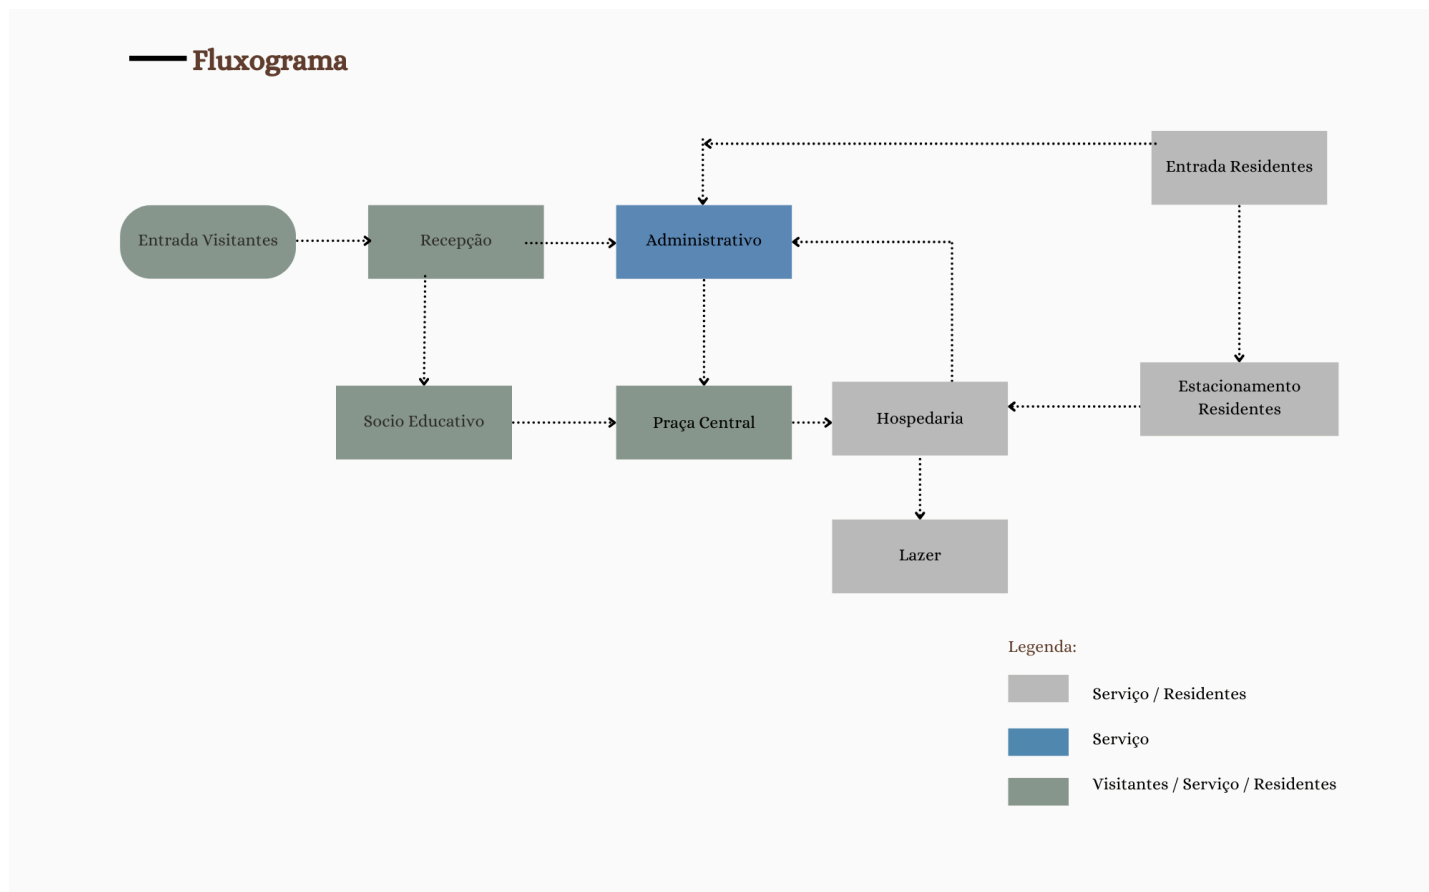 Fluxograma
Entrada Residentes
Entrada Visitantes
Recepção
Administrativo
Estacionamento
Residentes
Socio Educativo
Praça Central
Hospedaria
Lazer
Legenda:
Serviço / Residentes
Serviço
Visitantes / Serviço / Residentes